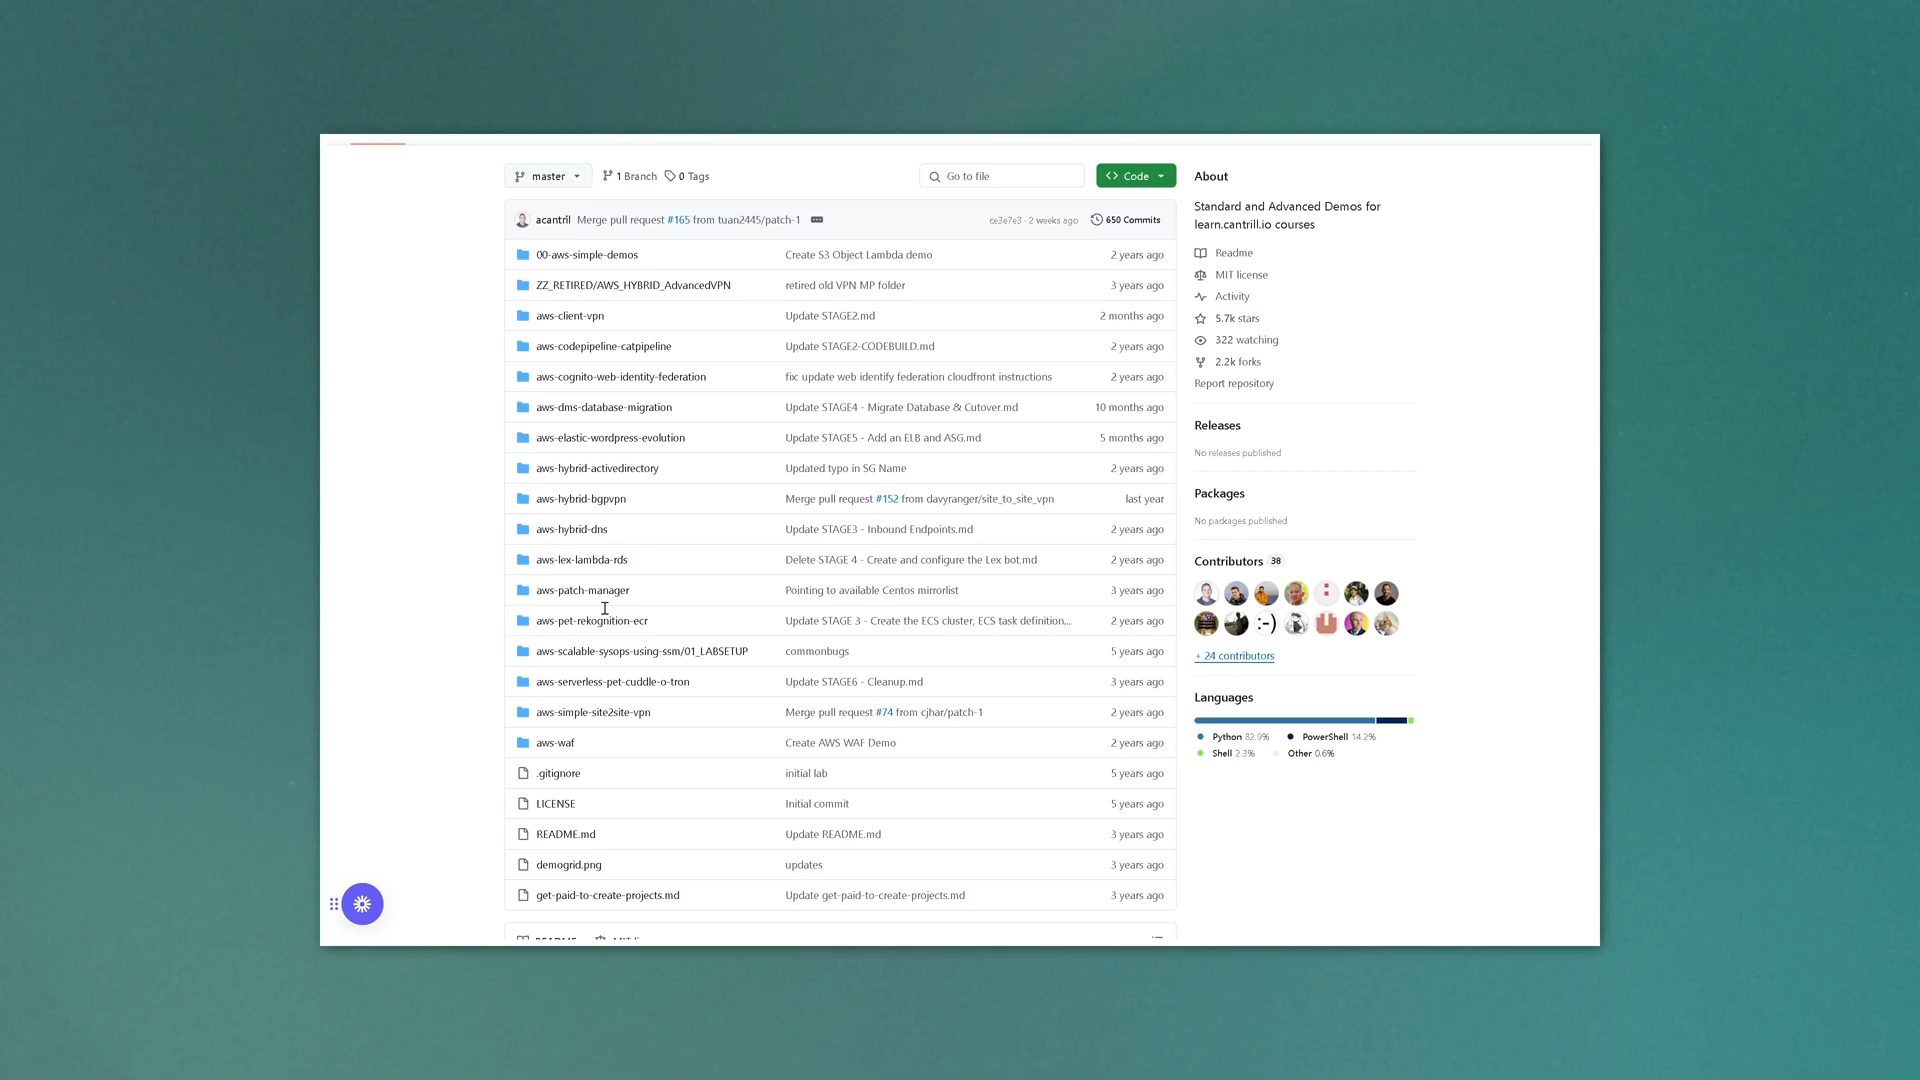 master
1 Branch
0 Tags
Go to file
Code
acantril Merge pull request #165 from tuan2445/patch-1
ce3e7e3 · 2 weeks ago
650 Commits
00-aws-simple-demos Create S3 Object Lambda demo 2 years ago
ZZ_RETIRED/AWS_HYBRID_AdvancedVPN retired old VPN MP folder 3 years ago
aws-client-vpn Update STAGE2.md 2 months ago
aws-codepipeline-catpipeline Update STAGE2-CODEBUILD.md 2 years ago
aws-cognito-web-identity-federation fix: update web identify federation cloudfront instructions 2 years ago
aws-dms-database-migration Update STAGE4 - Migrate Database & Cutover.md 10 months ago
aws-elastic-wordpress-evolution Update STAGE5 - Add an ELB and ASG.md 5 months ago
aws-hybrid-activedirectory Updated typo in SG Name 2 years ago
aws-hybrid-bgpvpn Merge pull request #152 from davyranger/site_to_site_vpn last year
aws-hybrid-dns Update STAGE3 - Inbound Endpoints.md 2 years ago
aws-lex-lambda-rds Delete STAGE 4 - Create and configure the Lex bot.md 2 years ago
aws-patch-manager Pointing to available Centos mirrorlist 3 years ago
aws-pet-rekognition-ecr Update STAGE 3 - Create the ECS cluster, ECS task definition... 2 years ago
aws-scalable-sysops-using-ssm/01_LABSETUP commonbugs 5 years ago
aws-serverless-pet-cuddle-o-tron Update STAGE6 - Cleanup.md 3 years ago
aws-simple-site2site-vpn Merge pull request #74 from cjhar/patch-1 2 years ago
aws-waf Create AWS WAF Demo 2 years ago
.gitignore initial lab 5 years ago
LICENSE Initial commit 5 years ago
README.md Update README.md 3 years ago
demogrid.png updates 3 years ago
get-paid-to-create-projects.md Update get-paid-to-create-projects.md 3 years ago
About
Standard and Advanced Demos for
learn.cantrill.io courses
Readme
MIT license
Activity
5.7k stars
322 watching
2.2k forks
Report repository
Releases
No releases published
Packages
No packages published
Contributors 38
:-)
+ 24 contributors
Languages
Python 82.9% PowerShell 14.2%
Shell 2.3% Other 0.6%